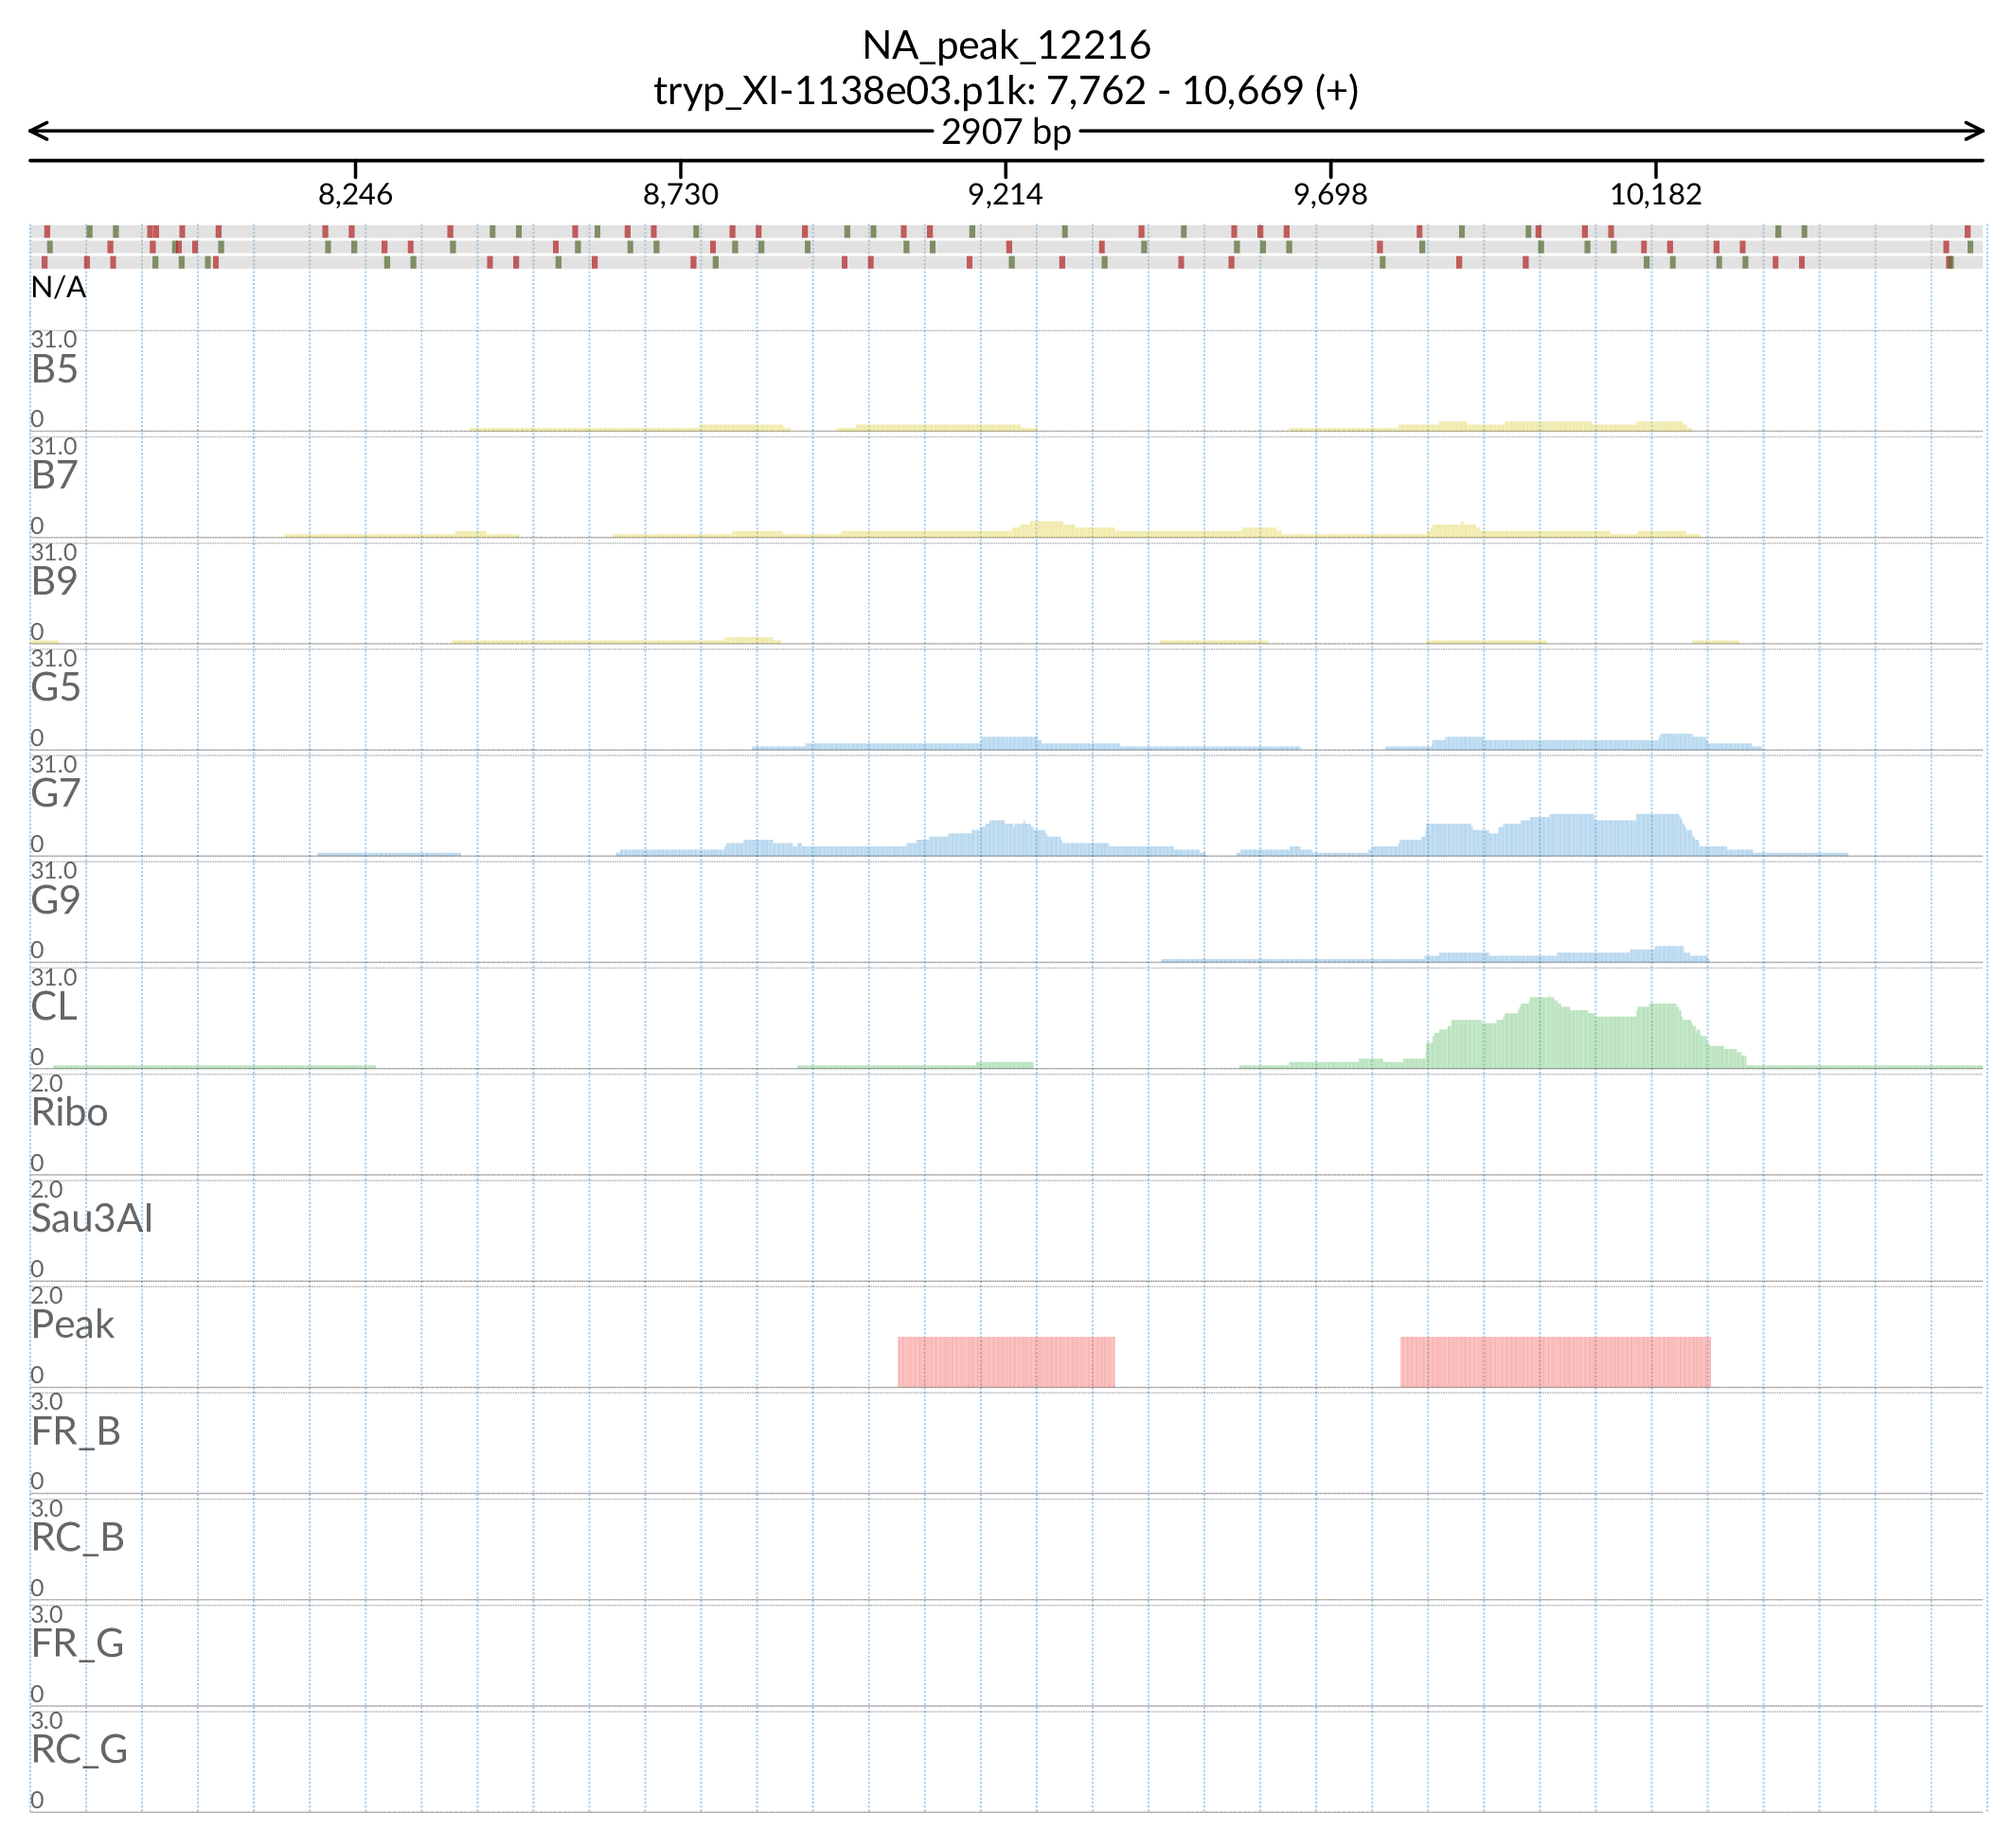 NA_peak_12216
tryp_XI-1138e03.p1k: 7,762 - 10,669 (+)
2907 bp
8,246 8,730 9,214 9,698 10,182
N/A
31.0
B5
0
31.0
B7
0
31.0
B9
0
31.0
G5
0
31.0
G7
0
31.0
G9
0
31.0
CL
0
2.0
Ribo
0
2.0
Sau3AI
0
2.0
Peak
0
3.0
FR_B
0
3.0
RC_B
0
3.0
FR_G
0
3.0
RC_G
0